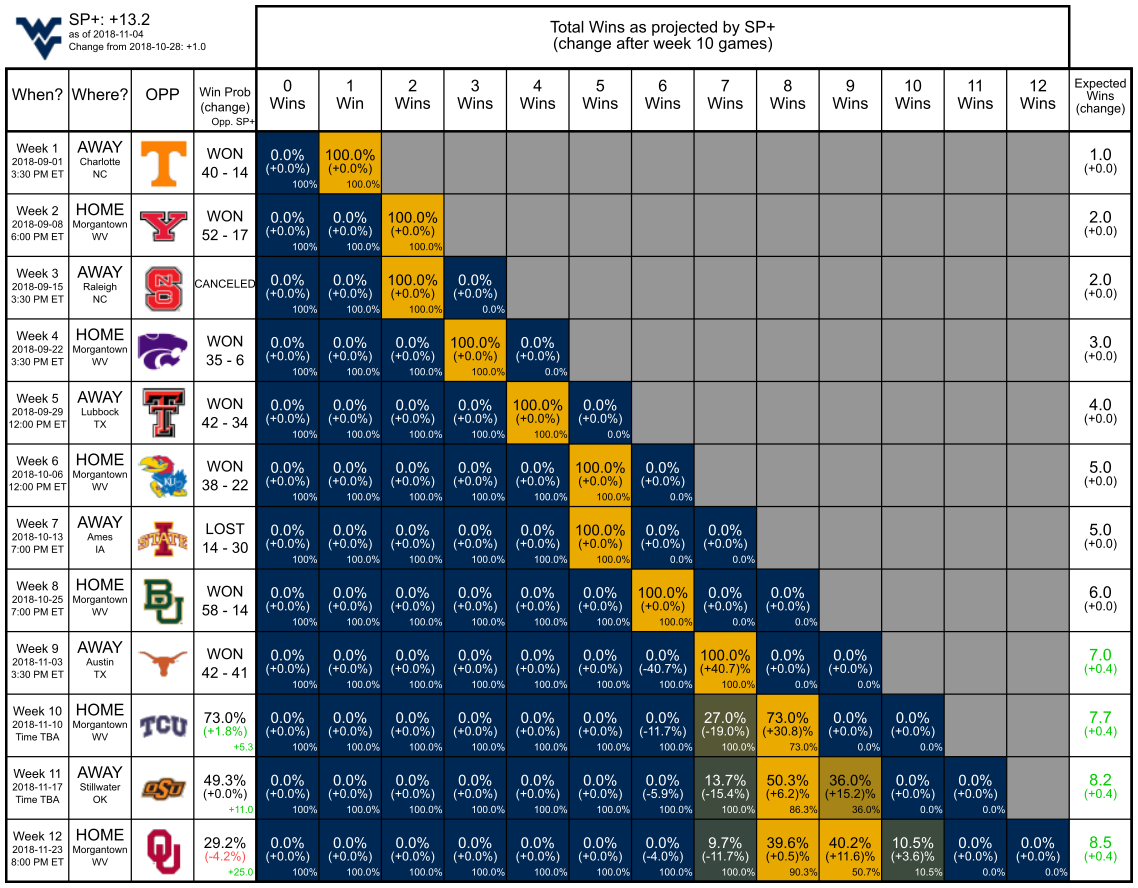 SP+: +13.2
as of 2018-11-04
Change from 2018-10-28: +1.0
Total Wins as projected by SP+
(change after week 10 games)
When? Where? OPP Win Prob (change) Opp. SP+ 0 Wins 1 Win 2 Wins 3 Wins 4 Wins 5 Wins 6 Wins 7 Wins 8 Wins 9 Wins 10 Wins 11 Wins 12 Wins Expected Wins (change)
Week 1 AWAY 0.0% 100.0% 1.0
2018-09-01 Charlotte T WON (+0.0%) (+0.0%) (+0.0)
3:30 PM ET NC 40 - 14 100% 100.0%
Week 2 HOME 0.0% 0.0% 100.0% 2.0
2018-09-08 Morgantown Y WON (+0.0%) (+0.0%) (+0.0%) (+0.0)
6:00 PM ET WV 52 - 17 100% 100.0% 100.0%
Week 3 AWAY 0.0% 0.0% 100.0% 0.0% 2.0
2018-09-15 Raleigh S CANCELED (+0.0%) (+0.0%) (+0.0%) (+0.0%) (+0.0)
3:30 PM ET NC 100% 100.0% 100.0% 0.0%
Week 4 HOME 0.0% 0.0% 0.0% 100.0% 0.0% 3.0
2018-09-22 Morgantown WON (+0.0%) (+0.0%) (+0.0%) (+0.0%) (+0.0%) (+0.0)
3:30 PM ET WV 35 - 6 100% 100.0% 100.0% 100.0% 0.0%
Week 5 AWAY 0.0% 0.0% 0.0% 0.0% 100.0% 0.0% 4.0
2018-09-29 Lubbock T WON (+0.0%) (+0.0%) (+0.0%) (+0.0%) (+0.0%) (+0.0%) (+0.0)
12:00 PM ET TX 42 - 34 100% 100.0% 100.0% 100.0% 100.0% 0.0%
Week 6 HOME 0.0% 0.0% 0.0% 0.0% 0.0% 100.0% 0.0% 5.0
2018-10-06 Morgantown KU WON (+0.0%) (+0.0%) (+0.0%) (+0.0%) (+0.0%) (+0.0%) (+0.0%) (+0.0)
12:00 PM ET WV 38 - 22 100% 100.0% 100.0% 100.0% 100.0% 100.0% 0.0%
Week 7 AWAY 0.0% 0.0% 0.0% 0.0% 0.0% 100.0% 0.0% 0.0% 5.0
2018-10-13 Ames I STATE LOST (+0.0%) (+0.0%) (+0.0%) (+0.0%) (+0.0%) (+0.0%) (+0.0%) (+0.0%) (+0.0)
7:00 PM ET IA 14 - 30 100% 100.0% 100.0% 100.0% 100.0% 100.0% 0.0% 0.0%
Week 8 HOME 0.0% 0.0% 0.0% 0.0% 0.0% 0.0% 100.0% 0.0% 0.0% 6.0
2018-10-25 Morgantown BU WON (+0.0%) (+0.0%) (+0.0%) (+0.0%) (+0.0%) (+0.0%) (+0.0%) (+0.0%) (+0.0%) (+0.0)
7:00 PM ET WV 58 - 14 100% 100.0% 100.0% 100.0% 100.0% 100.0% 100.0% 0.0% 0.0%
Week 9 AWAY 0.0% 0.0% 0.0% 0.0% 0.0% 0.0% 0.0% 100.0% 0.0% 0.0% 7.0
2018-11-03 Austin WON (+0.0%) (+0.0%) (+0.0%) (+0.0%) (+0.0%) (+0.0%) (-40.7%) (+40.7)% (+0.0%) (+0.0%) (+0.4)
3:30 PM ET TX 42 - 41 100% 100.0% 100.0% 100.0% 100.0% 100.0% 100.0% 100.0% 0.0% 0.0%
Week 10 HOME 73.0% 0.0% 0.0% 0.0% 0.0% 0.0% 0.0% 0.0% 27.0% 73.0% 0.0% 0.0% 7.7
2018-11-10 Morgantown TCU (+1.8%) (+0.0%) (+0.0%) (+0.0%) (+0.0%) (+0.0%) (+0.0%) (-11.7%) (-19.0%) (+30.8)% (+0.0%) (+0.0%) (+0.4)
Time TBA WV +5.3 100% 100.0% 100.0% 100.0% 100.0% 100.0% 100.0% 100.0% 73.0% 0.0% 0.0%
Week 11 AWAY 49.3% 0.0% 0.0% 0.0% 0.0% 0.0% 0.0% 0.0% 13.7% 50.3% 36.0% 0.0% 0.0% 8.2
2018-11-17 Stillwater OSU (+0.0%) (+0.0%) (+0.0%) (+0.0%) (+0.0%) (+0.0%) (+0.0%) (-5.9%) (-15.4%) (+6.2)% (+15.2)% (+0.0%) (+0.0%) (+0.4)
Time TBA OK +11.0 100% 100.0% 100.0% 100.0% 100.0% 100.0% 100.0% 100.0% 86.3% 36.0% 0.0% 0.0%
Week 12 HOME 29.2% 0.0% 0.0% 0.0% 0.0% 0.0% 0.0% 0.0% 9.7% 39.6% 40.2% 10.5% 0.0% 0.0% 8.5
2018-11-23 Morgantown OU (-4.2%) (+0.0%) (+0.0%) (+0.0%) (+0.0%) (+0.0%) (+0.0%) (-4.0%) (-11.7%) (+0.5)% (+11.6)% (+3.6)% (+0.0%) (+0.0%) (+0.4)
8:00 PM ET WV +25.0 100% 100.0% 100.0% 100.0% 100.0% 100.0% 100.0% 100.0% 90.3% 50.7% 10.5% 0.0% 0.0%